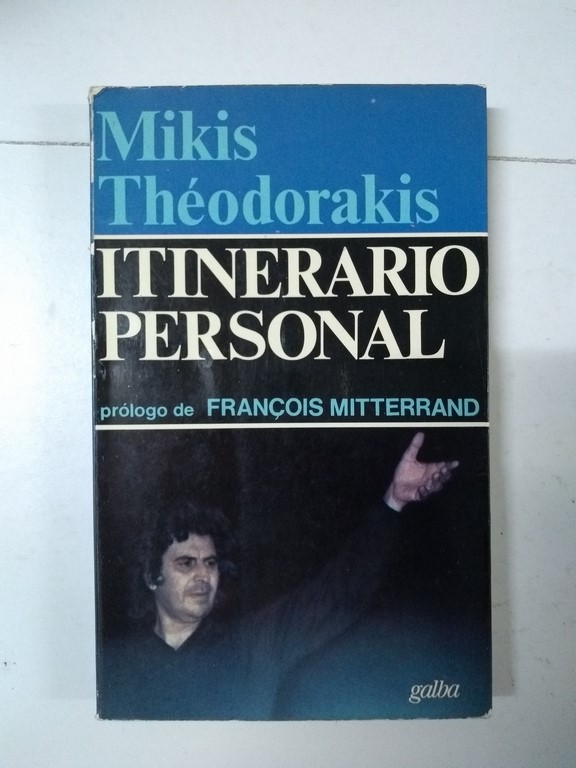 Mikis
Théodorakis
ITINERARIO
PERSONAL
prólogo de FRANÇOIS MITTERRAND
galba